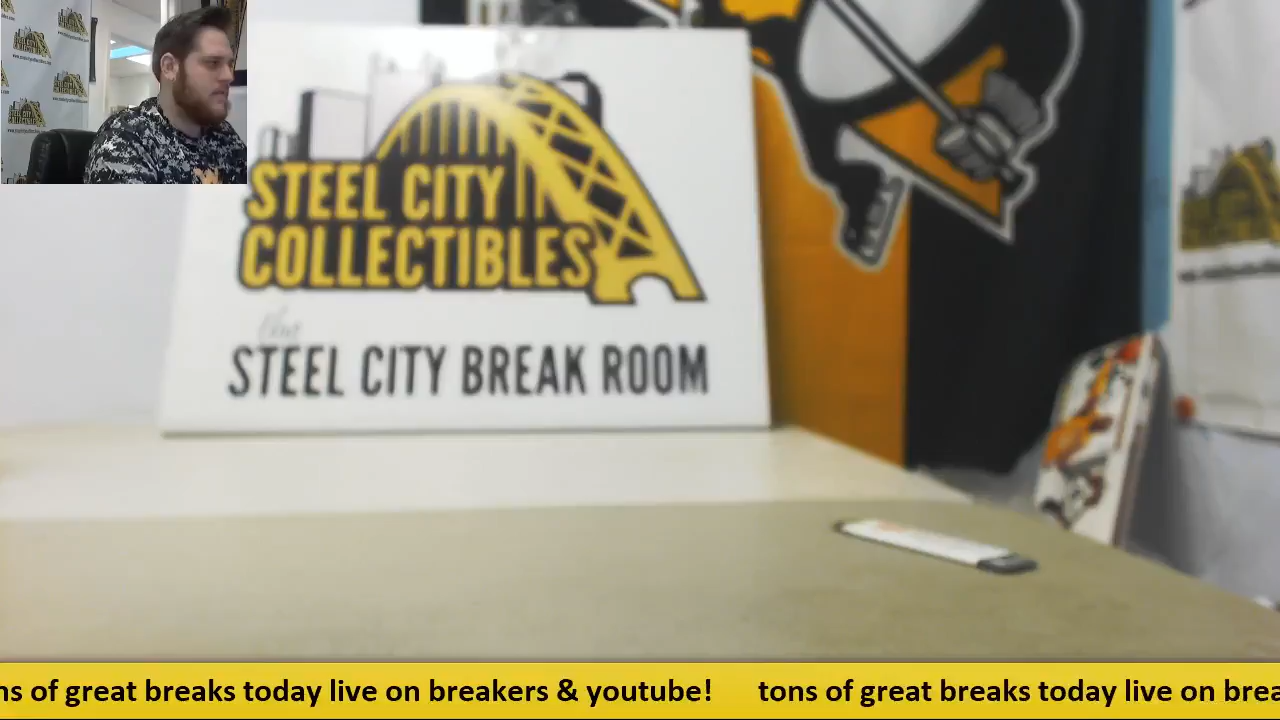 STEEL CITY
COLLECTIBLES
the
STEEL CITY BREAK ROOM
ns of great breaks today live on breakers & youtube! tons of great breaks today live on brea